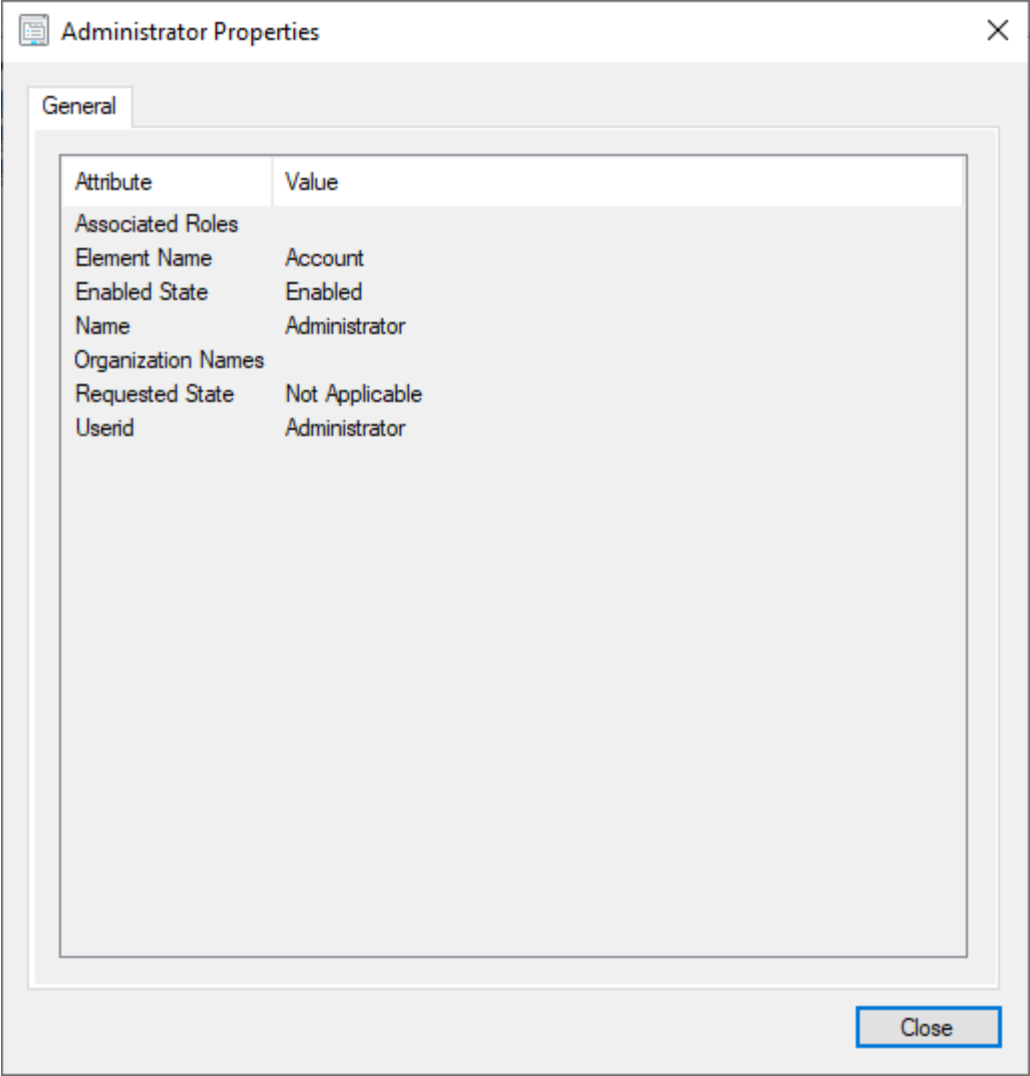 Administrator Properties
General
Attribute Value
Associated Roles
Element Name Account
Enabled State Enabled
Name Administrator
Organization Names
Requested State Not Applicable
Userid Administrator
Close